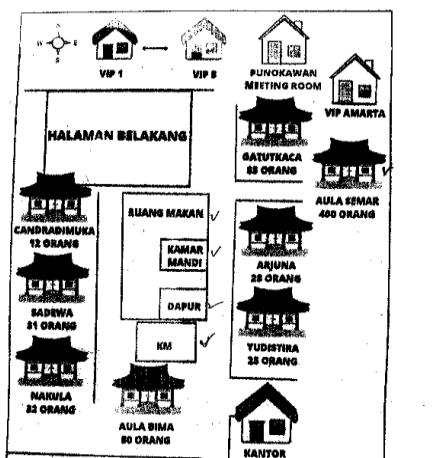 N
W E
S
VIP 1
VIP 5
PUNOKAWAN
MEETING ROOM
VIP AMARTA
HALAMAN BELAKANG
GATUTKACA
85 ORANG
AULA SEMAR
400 ORANG
CANDRADIMUKA
12 ORANG
RUANG MAKAN
KAMAR
MANDI
ARJUNA
28 ORANG
SADEWA
31 ORANG
DAPUR
KM
YUDISTIRA
25 ORANG
NAKULA
32 ORANG
AULA BIMA
80 ORANG
KANTOR